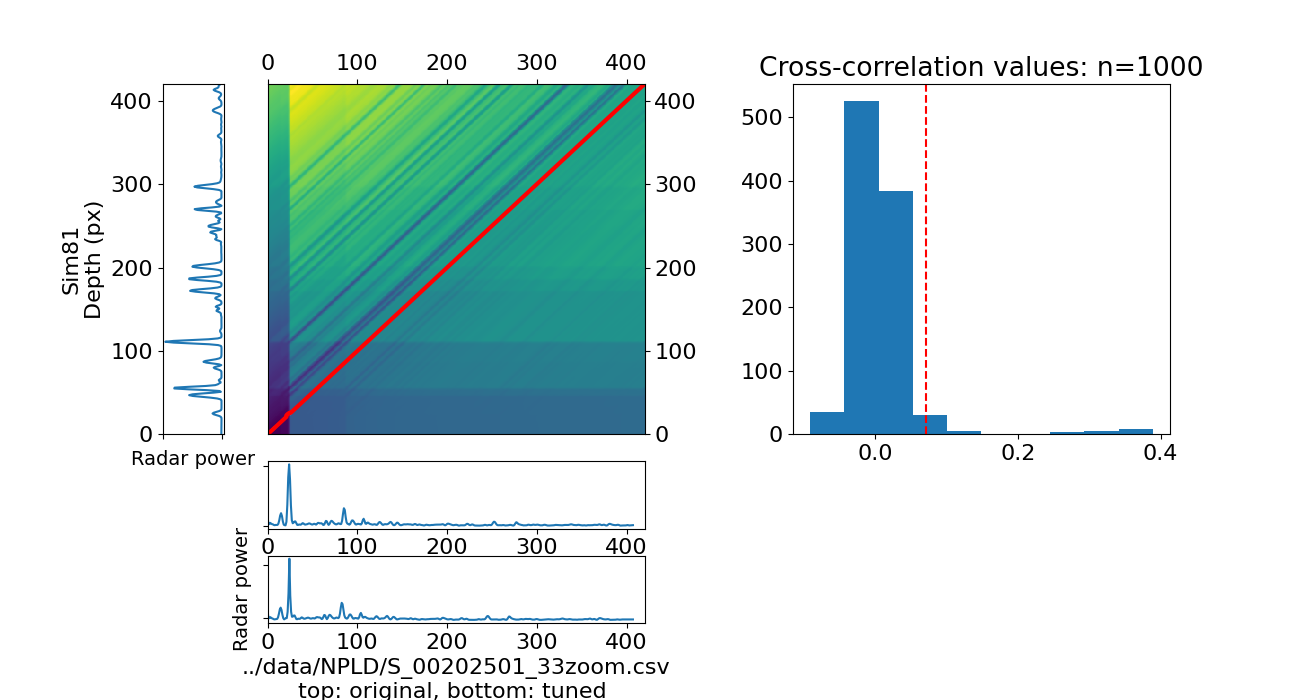 0 100 200 300 400
Cross-correlation values: n=1000
400
300
200
100
0
Sim81
Depth (px)
400
300
200
100
0
500
400
300
200
100
0
0.0 0.2 0.4
Radar power
0 100 200 300 400
Radar power
0 100 200 300 400
../data/NPLD/S_00202501_33zoom.csv
top: original, bottom: tuned